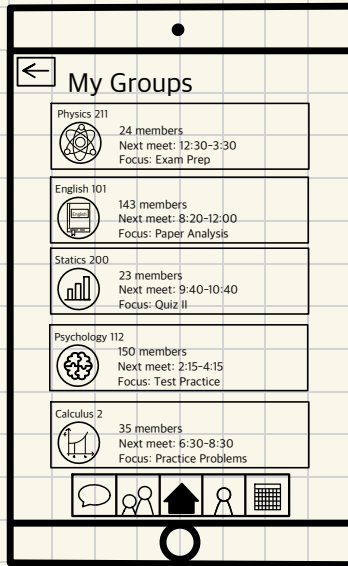 My Groups
Physics 211
24 members
Next meet: 12:30-3:30
Focus: Exam Prep
English 101
English
143 members
Next meet: 8:20-12:00
Focus: Paper Analysis
Statics 200
23 members
Next meet: 9:40-10:40
Focus: Quiz II
Psychology 112
150 members
Next meet: 2:15-4:15
Focus: Test Practice
Calculus 2
35 members
Next meet: 6:30-8:30
Focus: Practice Problems